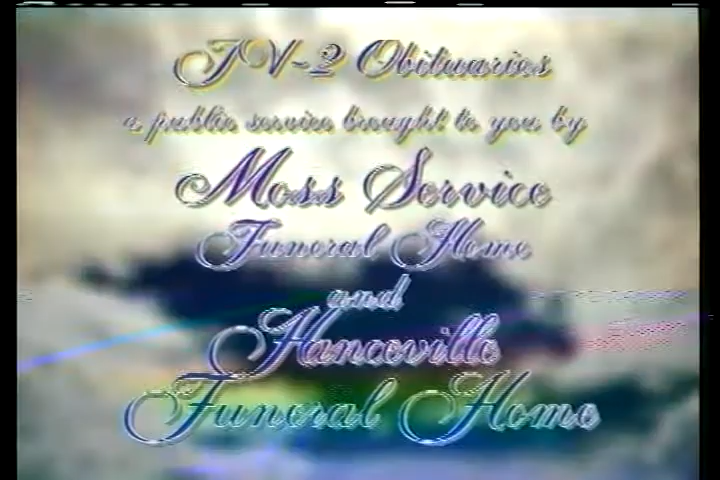 TV-2 Obituaries
a public service brought to you by
Moss Service
Funeral Home
and
Hanceville
Funeral Home